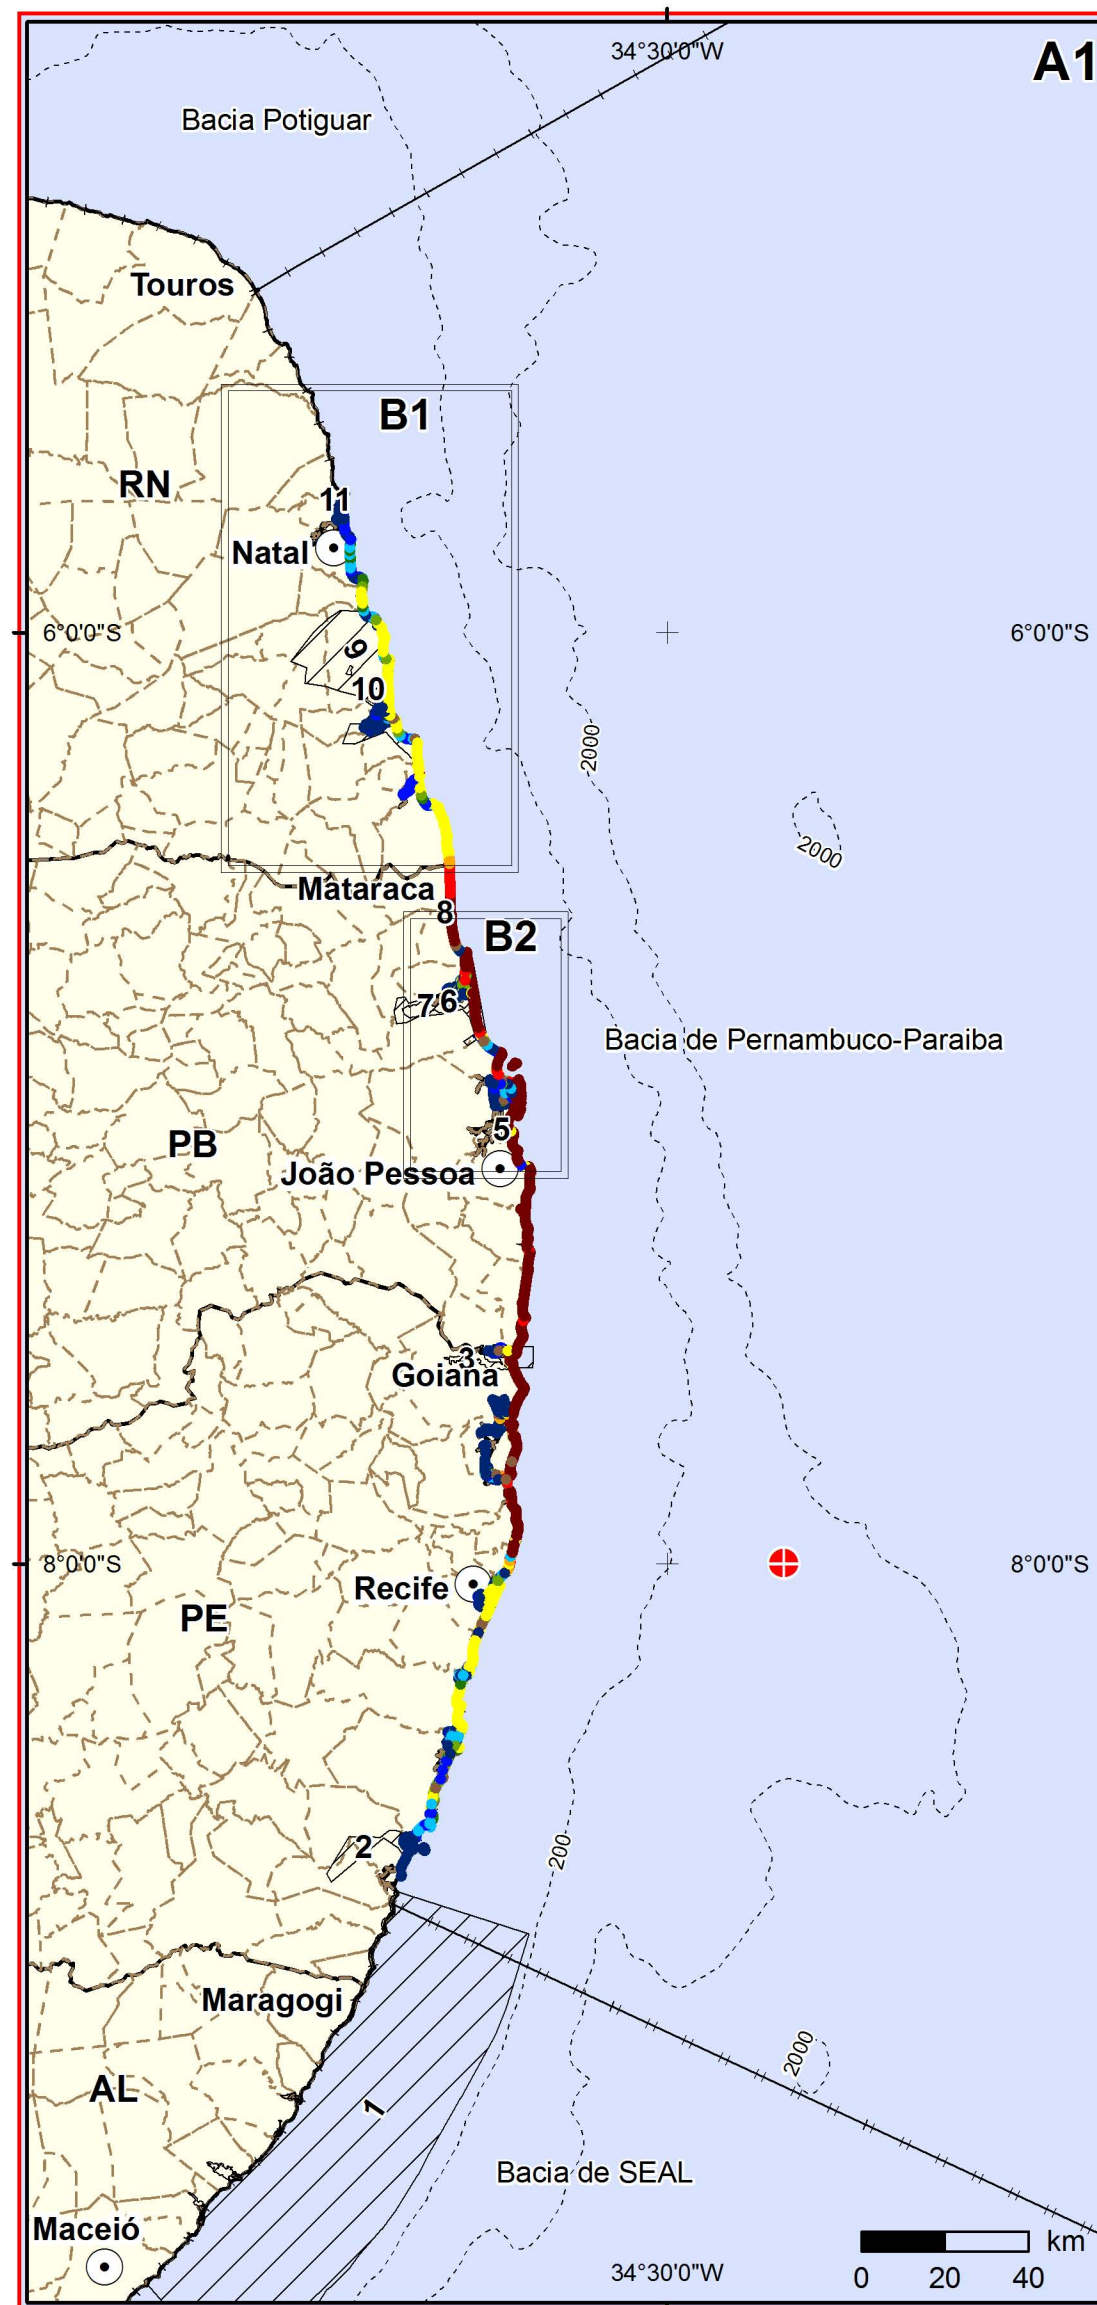 34°30'0"W
A1
Bacia Potiguar
Touros
B1
RN
11
Natal
6°0'0"S
6°0'0"S
9
10
2000
2000
Mataraca
8
B2
7
6
Bacia de Pernambuco-Paraiba
5
PB
João Pessoa
3
Goiana
8°0'0"S
8°0'0"S
Recife
PE
2
200
Maragogi
2000
AL
1
Bacia de SEAL
Maceió
km
34°30'0"W
0 20 40